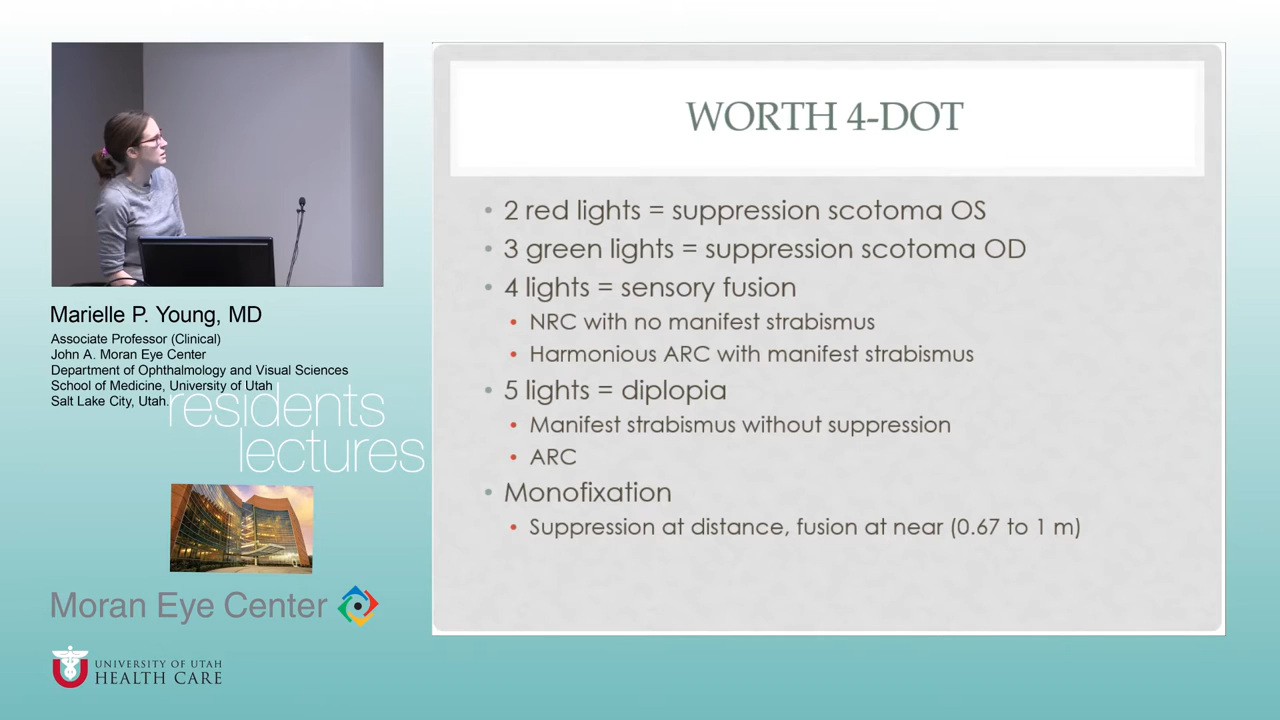 WORTH 4-DOT
• 2 red lights = suppression scotoma OS
• 3 green lights = suppression scotoma OD
• 4 lights = sensory fusion
• NRC with no manifest strabismus
• Harmonious ARC with manifest strabismus
• 5 lights = diplopia
• Manifest strabismus without suppression
• ARC
• Monofixation
• Suppression at distance, fusion at near (0.67 to 1 m)
Marielle P. Young, MD
Associate Professor (Clinical)
John A. Moran Eye Center
Department of Ophthalmology and Visual Sciences
School of Medicine, University of Utah
Salt Lake City, Utah.
residents
lectures
Moran Eye Center
UNIVERSITY OF UTAH
HEALTH CARE